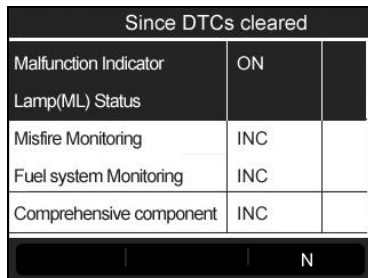 Since DTCs cleared
Malfunction Indicator ON
Lamp(ML) Status
Misfire Monitoring INC
Fuel system Monitoring INC
Comprehensive component INC
N